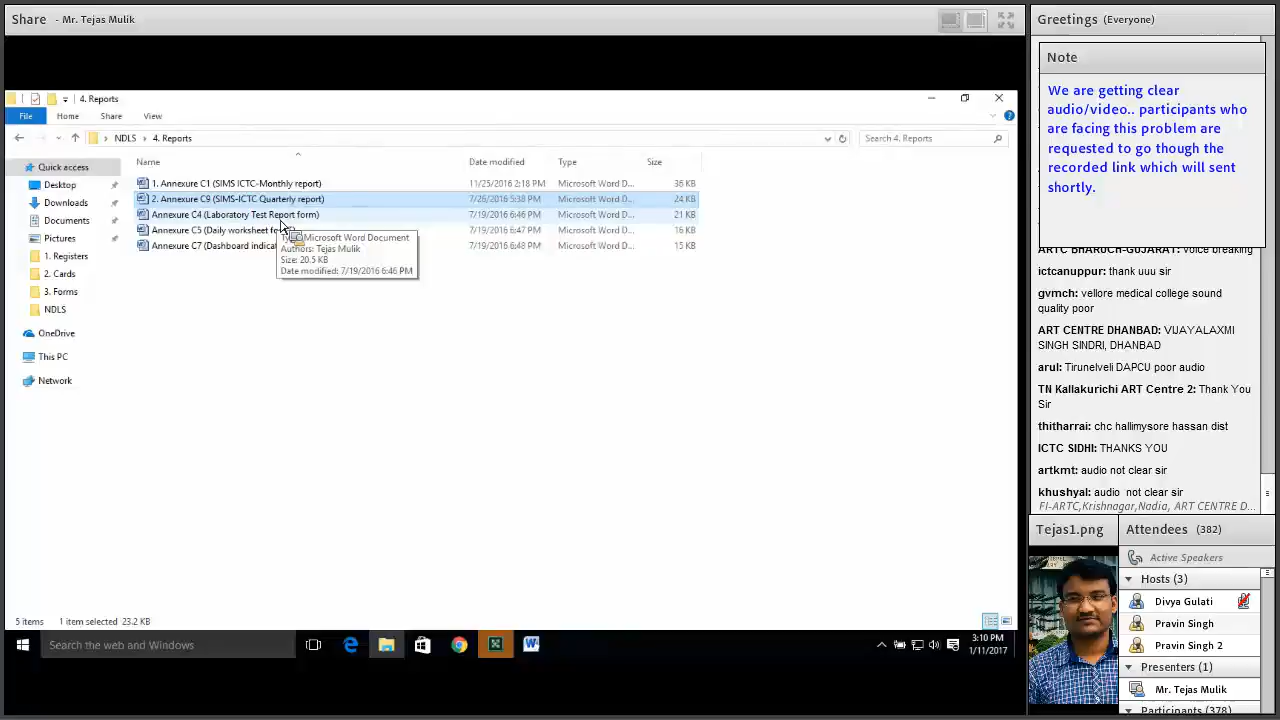 Share - Mr. Tejas Mulik
4. Reports
File Home Share View
NDLS 4. Reports
Search 4. Reports
Name Date modified Type Size
Quick access
Desktop
Downloads
Documents
Pictures
1. Registers
2. Cards
3. Forms
NDLS
OneDrive
This PC
Network
1. Annexure C1 (SIMS ICTC-Monthly report) 11/25/2016 2:18 PM Microsoft Word D... 36 KB
2. Annexure C9 (SIMS-ICTC Quarterly report) 7/26/2016 5:38 PM Microsoft Word D... 24 KB
Annexure C4 (Laboratory Test Report form) 7/19/2016 6:46 PM Microsoft Word D... 21 KB
Annexure C5 (Daily worksheet 7/19/2016 6:47 PM Microsoft Word D... 16 KB
Annexure C7 (Dashboard 7/19/2016 6:48 PM Microsoft Word D... 15 KB
Microsoft Word Document
Authors: Tejas Mulik
Size: 20.5 KB
Date modified: 7/19/2016 6:46 PM
5 items 1 item selected 23.2 KB
Search the web and Windows
3:10 PM
1/11/2017
Greetings (Everyone)
Note
We are getting clear
audio/video.. participants who
are facing this problem are
requested to go though the
recorded link which will sent
shortly.
ARTC BHARUCH-GUJARAT: voice breaking
ictcanuppur: thank uuu sir
gvmch: vellore medical college sound
quality poor
ART CENTRE DHANBAD: VIJAYALAXMI
SINGH SINDRI, DHANBAD
arul: Tirunelveli DAPCU poor audio
TN Kallakurichi ART Centre 2: Thank You
Sir
thitharrai: chc hallimysore hassan dist
ICTC SIDHI: THANKS YOU
artkmt: audio not clear sir
khushyal: audio not clear sir
FI-ARTC,Krishnagar,Nadia, ART CENTRE D...
Tejas1.png
Attendees (382)
Active Speakers
Hosts (3)
Divya Gulati
Pravin Singh
Pravin Singh 2
Presenters (1)
Mr. Tejas Mulik
Participants (378)